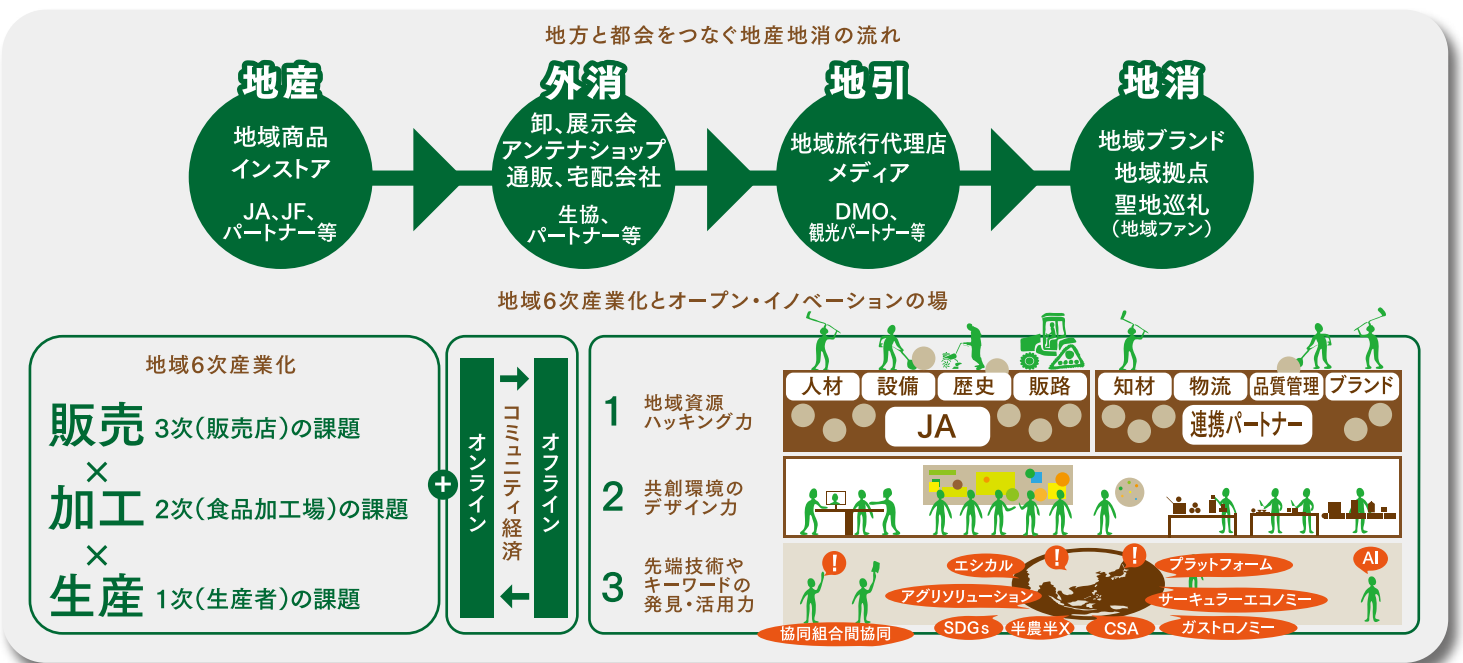 地方と都会をつなぐ地産地消の流れ
地産
地域商品
インストア
JA、JF、
パートナー等
外消
卸、展示会
アンテナショップ
通販、宅配会社
生協、
パートナー等
地引
地域旅行代理店
メディア
DMO、
観光パートナー等
地消
地域ブランド
地域拠点
聖地巡礼
（地域ファン）
地域6次産業化とオープン・イノベーションの場
地域6次産業化
販売 3次（販売店）の課題
×
加工 2次（食品加工場）の課題
×
生産 1次（生産者）の課題
+
オンライン
コミュニティ経済
オフライン
1 地域資源
ハッキング力
人材 設備 歴史 販路
JA
知材 物流 品質管理 ブランド
連携パートナー
2 共創環境の
デザイン力
3 先端技術や
キーワードの
発見・活用力
! ! !
AI
エシカル
プラットフォーム
アグリソリューション
サーキュラーエコノミー
協同組合間協同
SDGs
半農半X
CSA
ガストロノミー